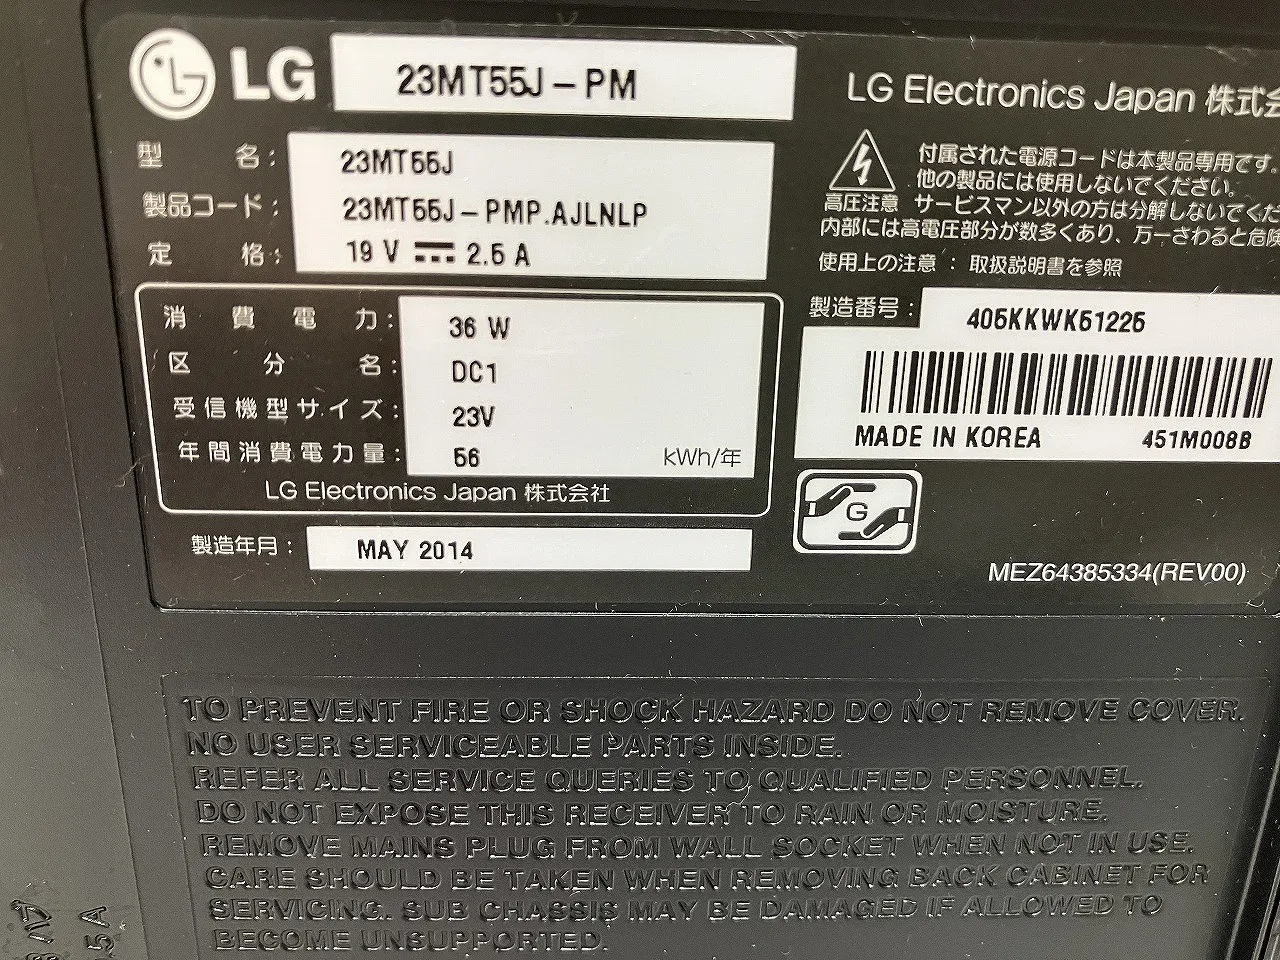 LG 23MT55J-PM
型名: 23MT55J
製品コード: 23MT55J-PMP.AJLNLP
定格: 19 V ⎓ 2.5 A
消費電力: 36 W
区分名: DC1
受信機型サイズ: 23V
年間消費電力量: 56 kWh/年
LG Electronics Japan 株式会社
製造年月: MAY 2014
LG Electronics Japan 株式会
付属された電源コードは本製品専用です。
他の製品には使用しないでください。
高圧注意 サービスマン以外の方は分解しないでくだ
内部には高電圧部分が数多くあり、万一さわると危険
使用上の注意 : 取扱説明書を参照
製造番号: 405KKWK51225
MADE IN KOREA 451M008B
G
MEZ64385334(REV00)
TO PREVENT FIRE OR SHOCK HAZARD DO NOT REMOVE COVER.
NO USER SERVICEABLE PARTS INSIDE.
REFER ALL SERVICE QUERIES TO QUALIFIED PERSONNEL.
DO NOT EXPOSE THIS RECEIVER TO RAIN OR MOISTURE.
REMOVE MAINS PLUG FROM WALL SOCKET WHEN NOT IN USE.
CARE SHOULD BE TAKEN WHEN REMOVING BACK CABINET FOR
SERVICING. SUB CHASSIS MAY BE DAMAGED IF ALLOWED TO
BECOME UNSUPPORTED.
.5 A